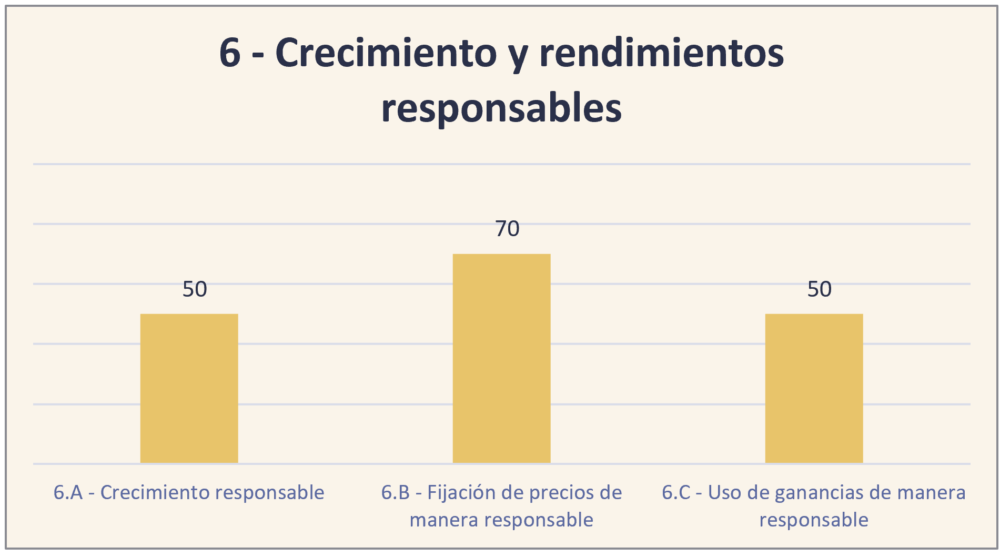 6 - Crecimiento y rendimientos
responsables
50
70
50
6.A - Crecimiento responsable
6.B - Fijación de precios de
manera responsable
6.C - Uso de ganancias de manera
responsable